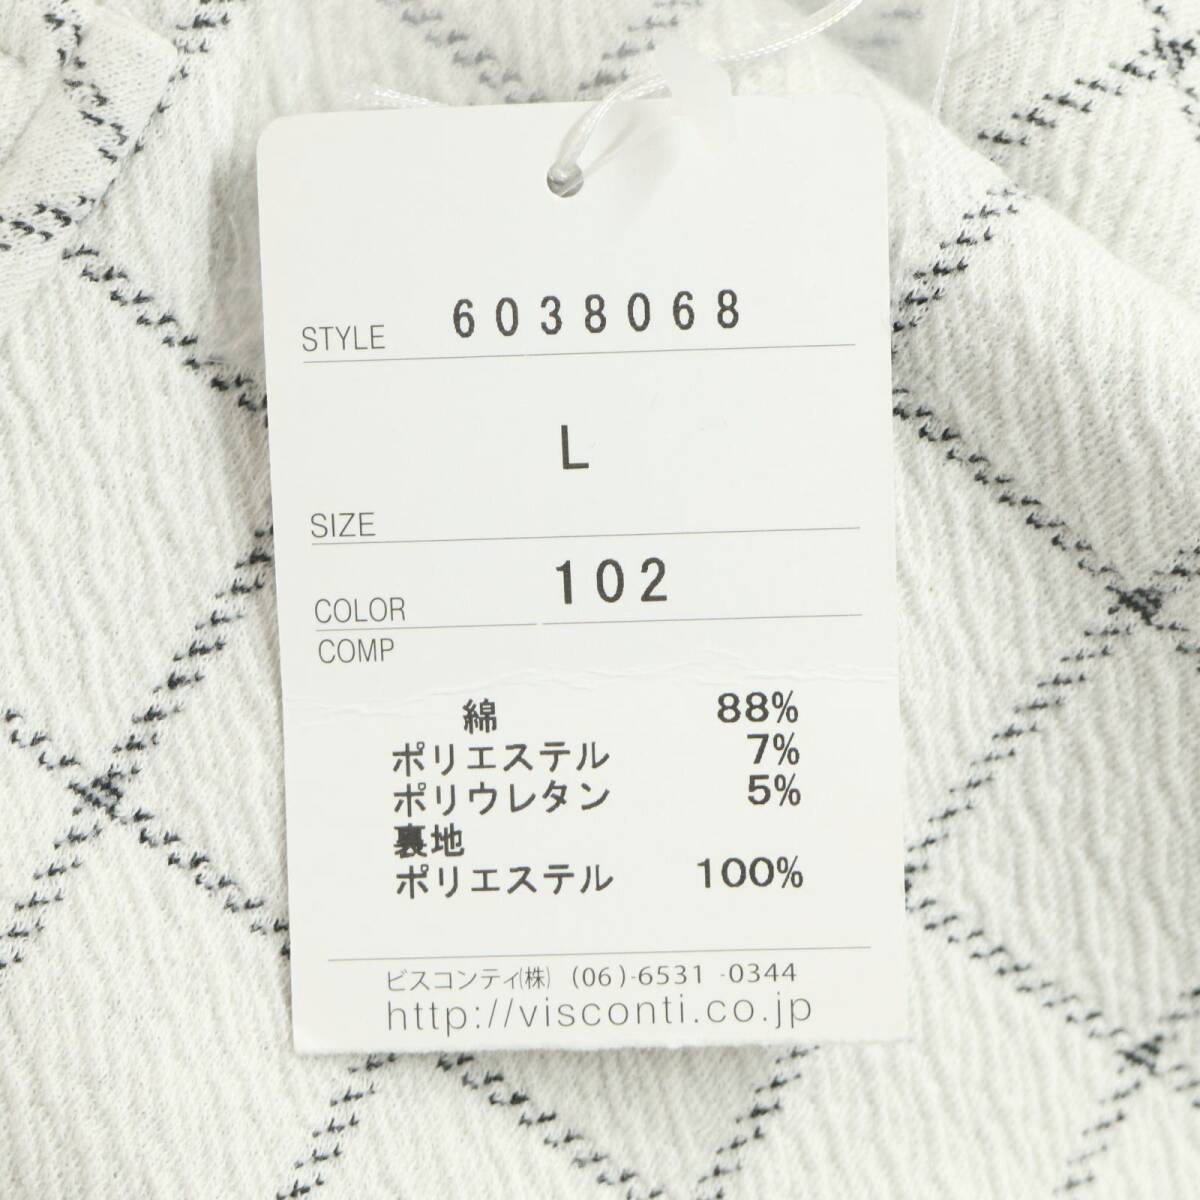 STYLE 6038068
L
SIZE
COLOR 102
COMP
綿 88%
ポリエステル 7%
ポリウレタン 5%
裏地
ポリエステル 100%
ビスコンティ(株) (06)-6531-0344
http://visconti.co.jp